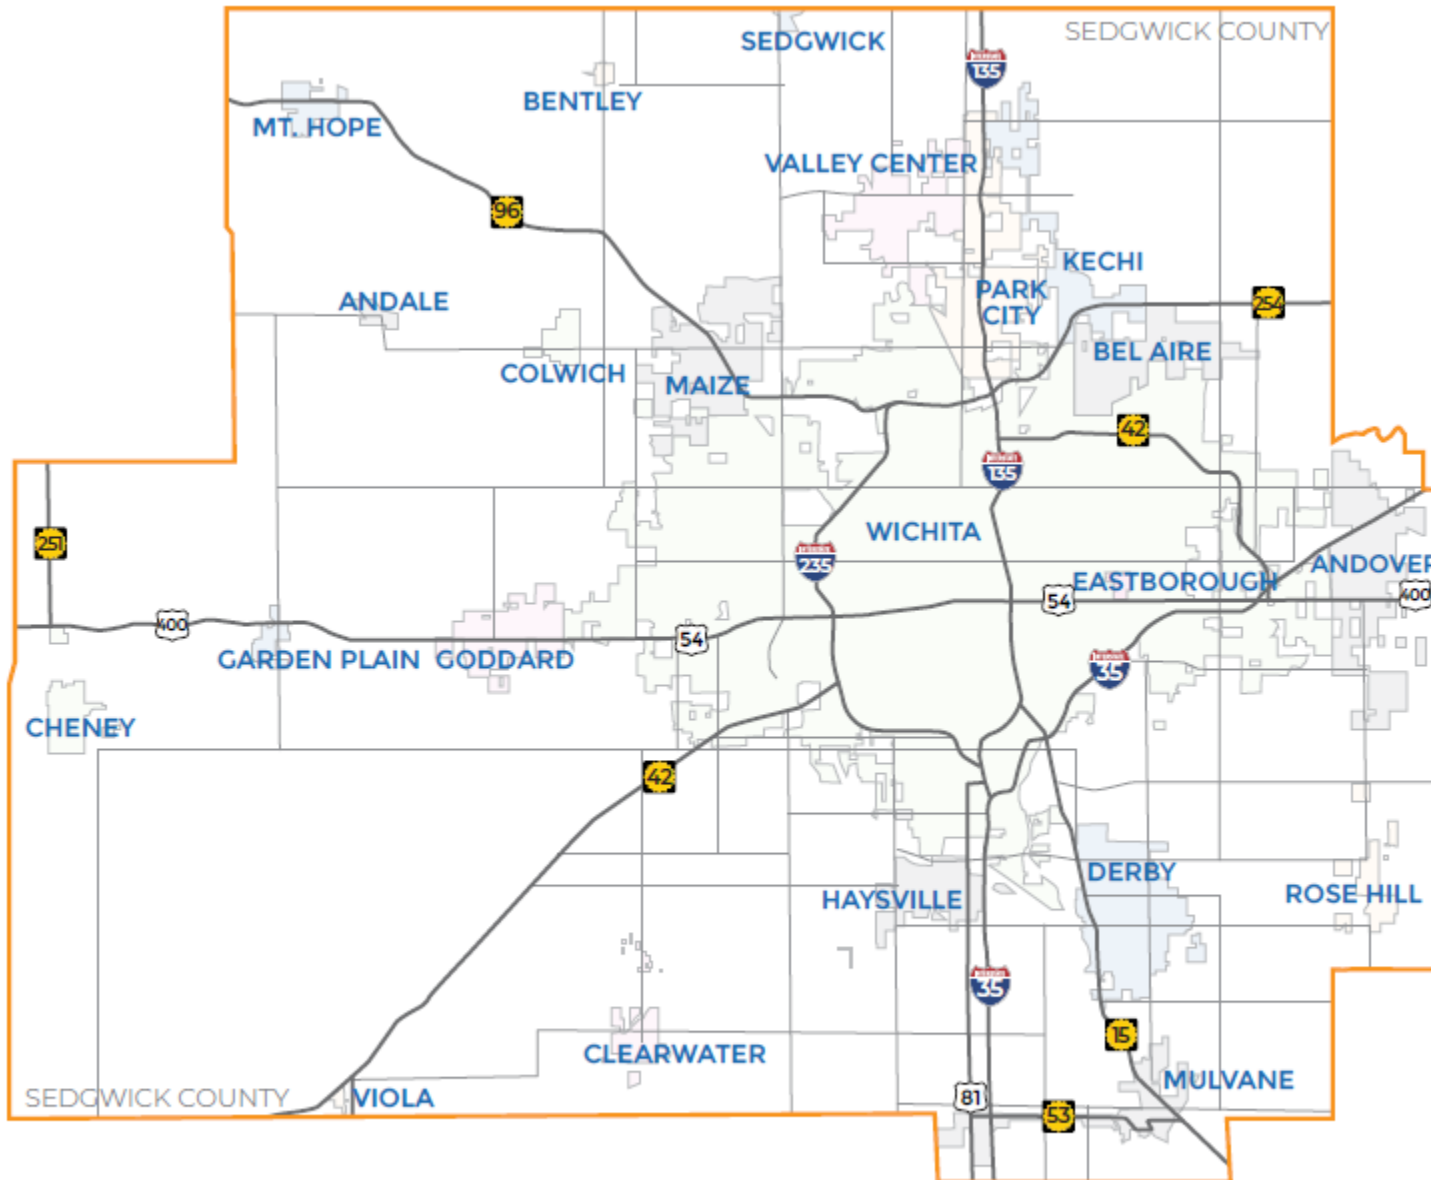 SEDGWICK
SEDGWICK COUNTY
135
BENTLEY
MT. HOPE
VALLEY CENTER
96
KECHI
PARK
CITY
ANDALE
254
BEL AIRE
COLWICH
MAIZE
42
135
WICHITA
251
235
ANDOVER
EASTBOROUGH
400
54
400
54
GARDEN PLAIN
GODDARD
35
CHENEY
42
DERBY
HAYSVILLE
ROSE HILL
35
15
CLEARWATER
MULVANE
SEDGWICK COUNTY
VIOLA
81
53